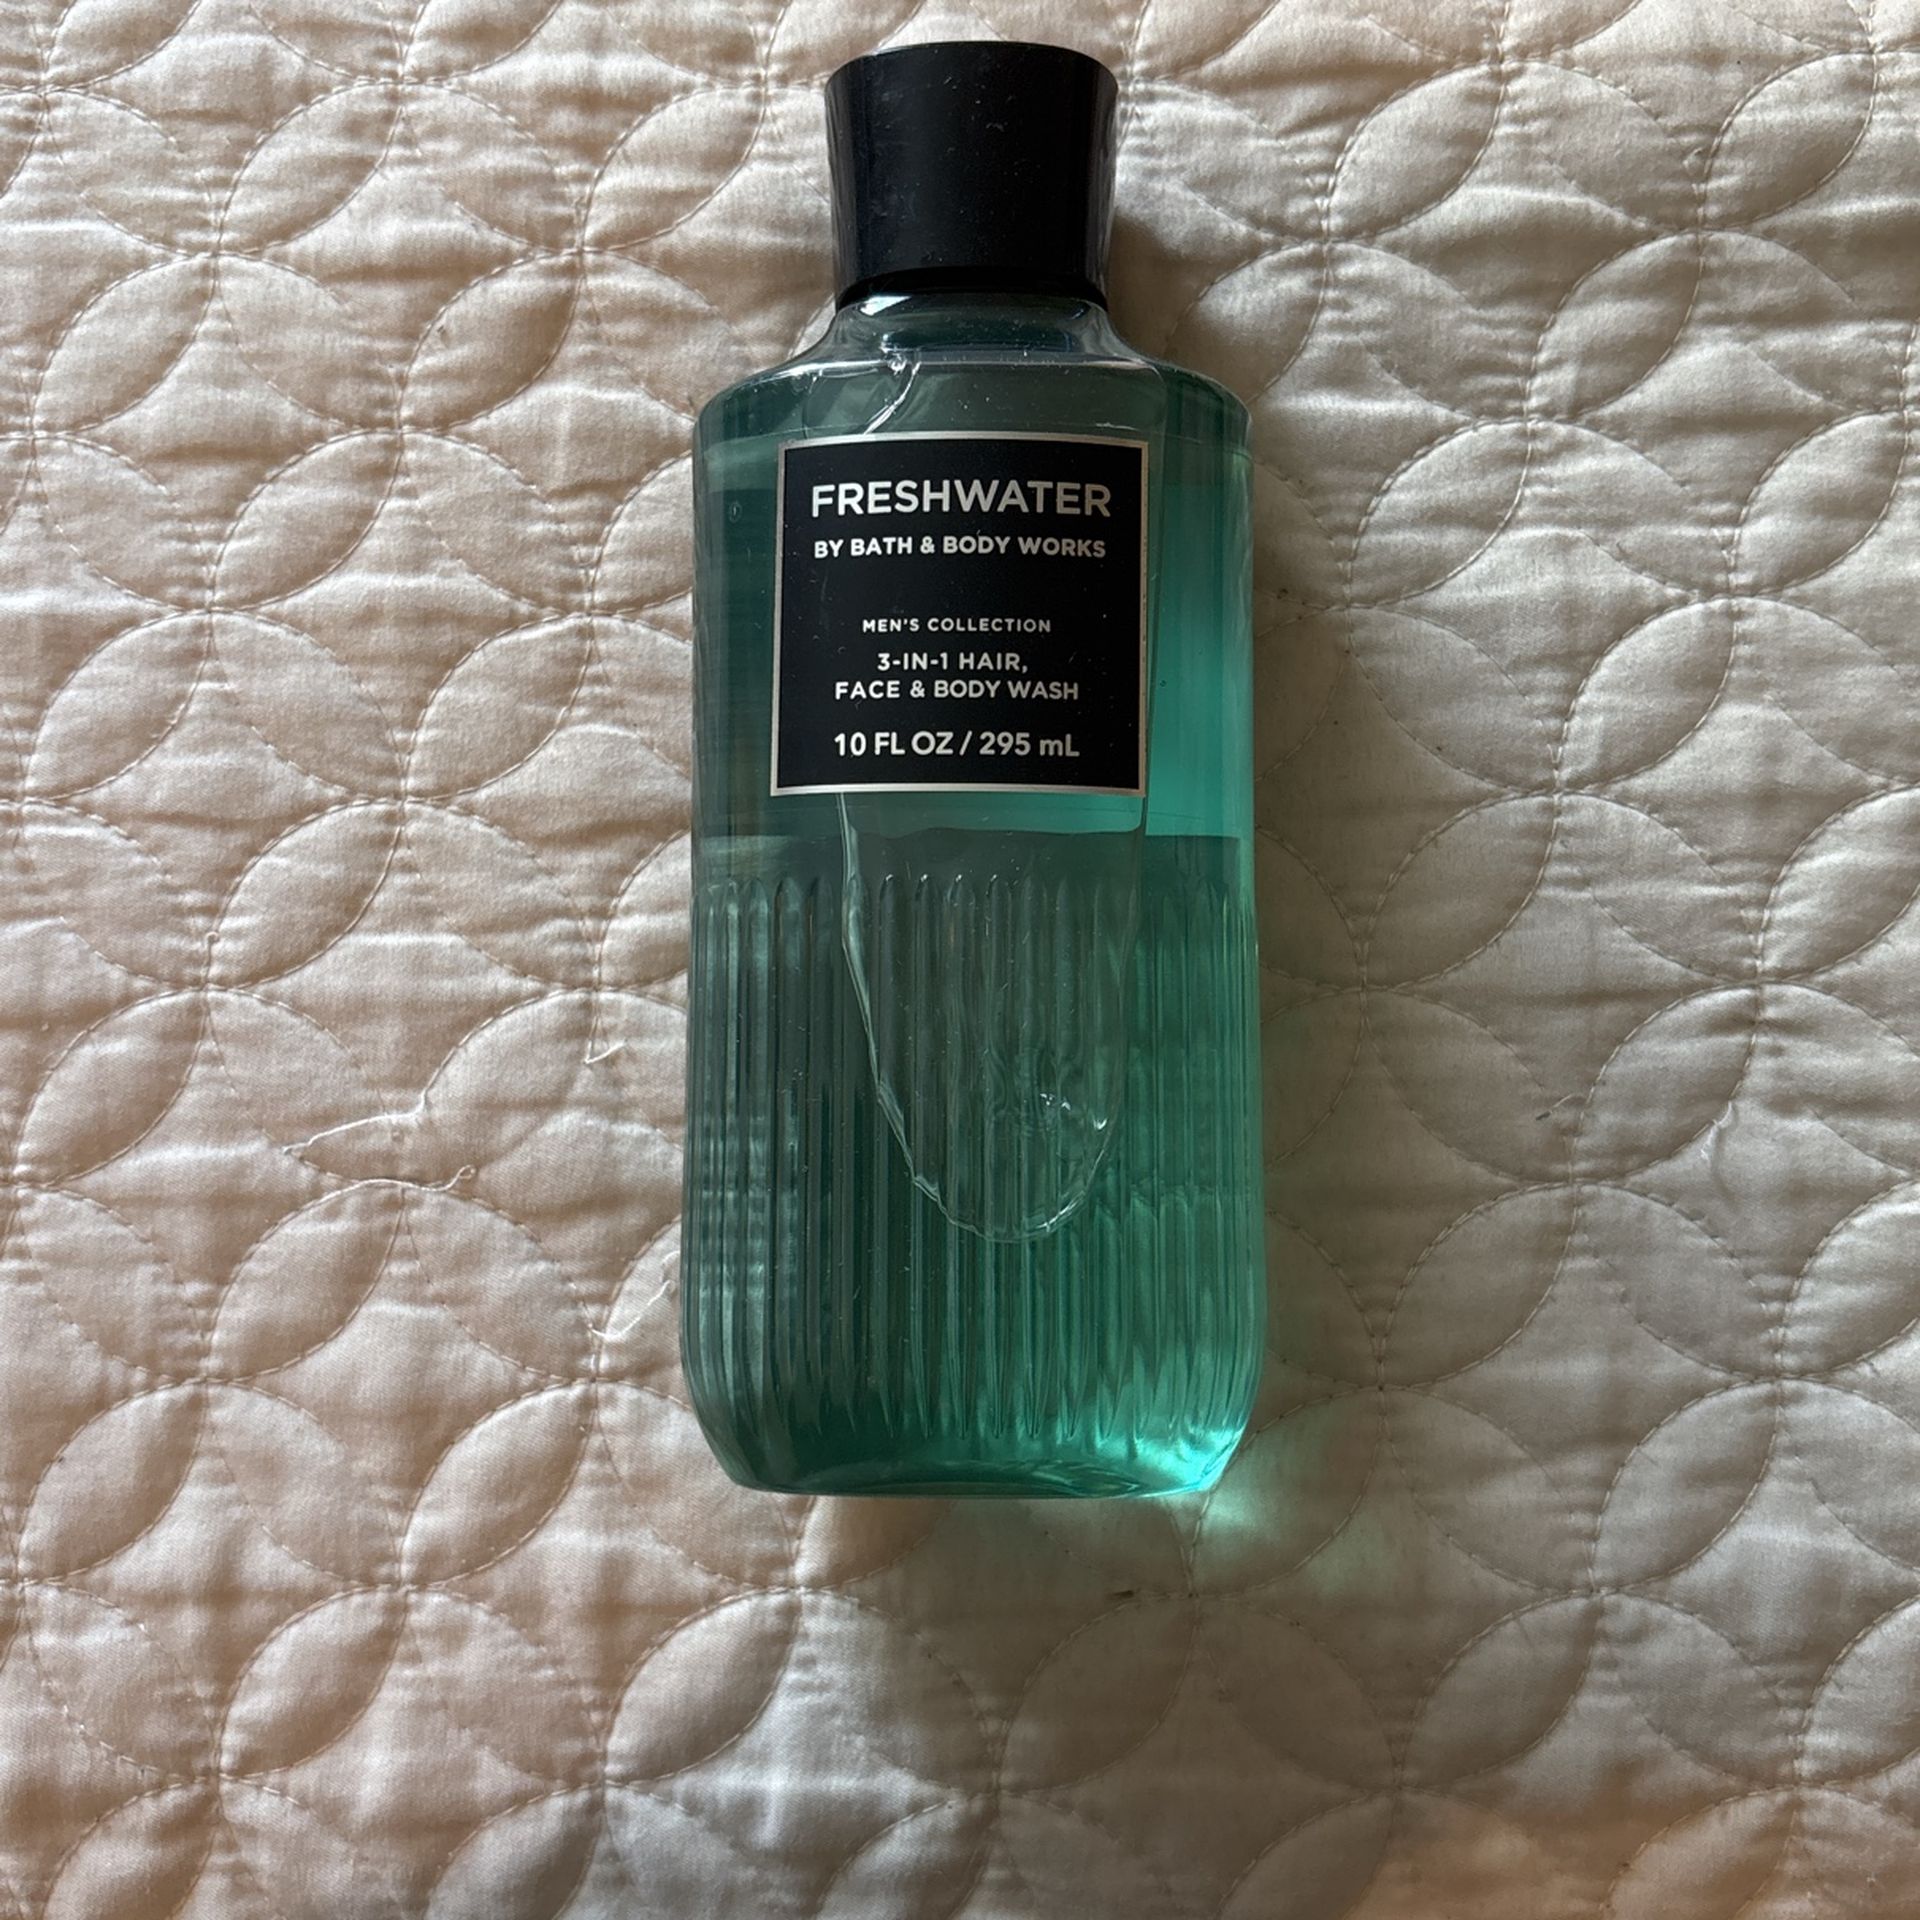 FRESHWATER
BY BATH & BODY WORKS
MEN'S COLLECTION
3-IN-1 HAIR,
FACE & BODY WASH
10 FL OZ / 295 mL